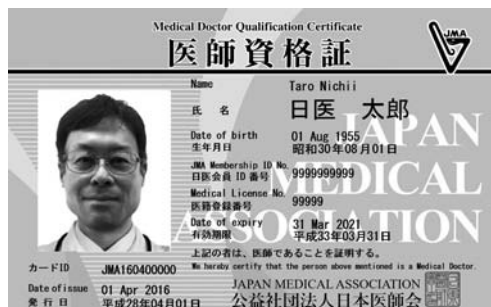 Medical Doctor Qualification Certificate
医師資格証
JMA
Name Taro Nichii
氏 名 日医 太郎
Date of birth 01 Aug 1955
生年月日 昭和30年08月01日
JMA Membership ID No.
日医会員 ID 番号 9999999999
Medical License No.
医籍登録番号 99999
Date of expiry 31 Mar 2021
有効期限 平成33年03月31日
JAPAN
MEDICAL
ASSOCIATION
上記の者は、医師であることを証明する。
We hereby certify that the person above mentioned is a Medical Doctor.
カードID JMA160400000
Date of issue 01 Apr 2016
発 行 日 平成28年04月01日
JAPAN MEDICAL ASSOCIATION
公益社団法人日本医師会